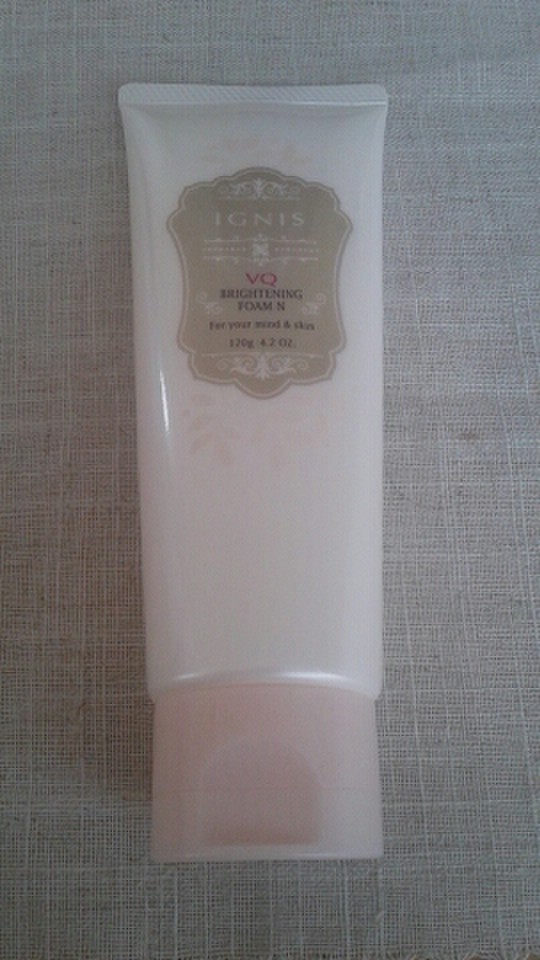 IGNIS
VQ
BRIGHTENING
FOAM N
For your mind & skin
120g 4.2 OZ.